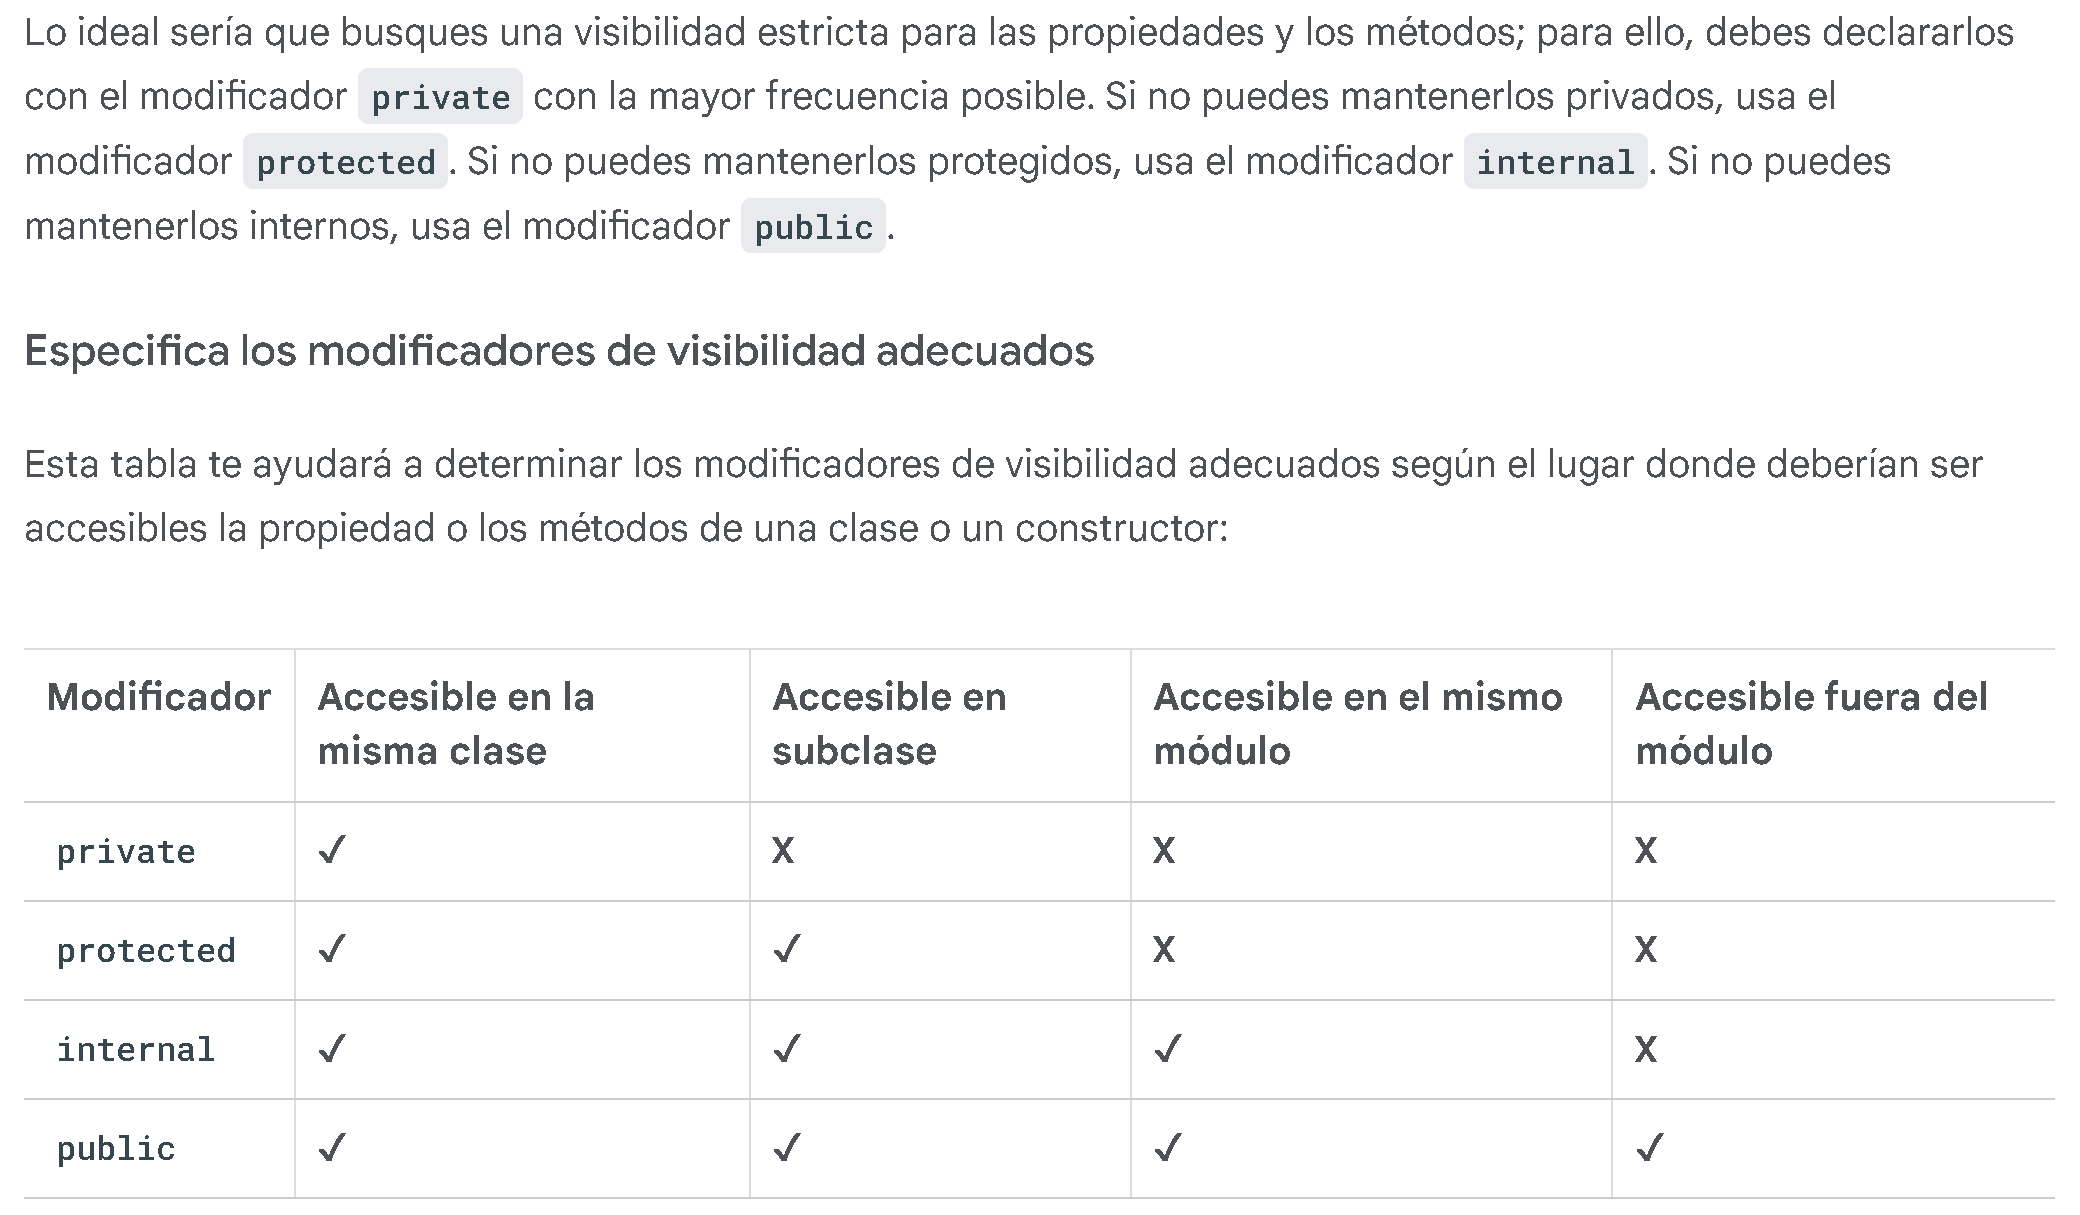 Lo ideal sería que busques una visibilidad estricta para las propiedades y los métodos; para ello, debes declararlos
con el modificador private con la mayor frecuencia posible. Si no puedes mantenerlos privados, usa el
modificador protected. Si no puedes mantenerlos protegidos, usa el modificador internal. Si no puedes
mantenerlos internos, usa el modificador public.
Especifica los modificadores de visibilidad adecuados
Esta tabla te ayudará a determinar los modificadores de visibilidad adecuados según el lugar donde deberían ser
accesibles la propiedad o los métodos de una clase o un constructor:
Modificador Accesible en la misma clase Accesible en subclase Accesible en el mismo módulo Accesible fuera del módulo
private ✓ X X X
protected ✓ ✓ X X
internal ✓ ✓ ✓ X
public ✓ ✓ ✓ ✓